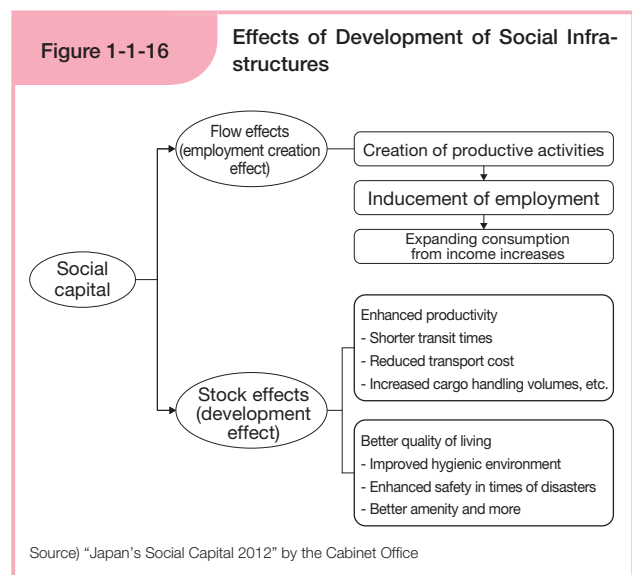 Figure 1-1-16
Effects of Development of Social Infra-
structures
Flow effects
(employment creation
effect)
Creation of productive activities
Inducement of employment
Expanding consumption
from income increases
Social
capital
Stock effects
(development
effect)
Enhanced productivity
- Shorter transit times
- Reduced transport cost
- Increased cargo handling volumes, etc.
Better quality of living
- Improved hygienic environment
- Enhanced safety in times of disasters
- Better amenity and more
Source) “Japan’s Social Capital 2012” by the Cabinet Office